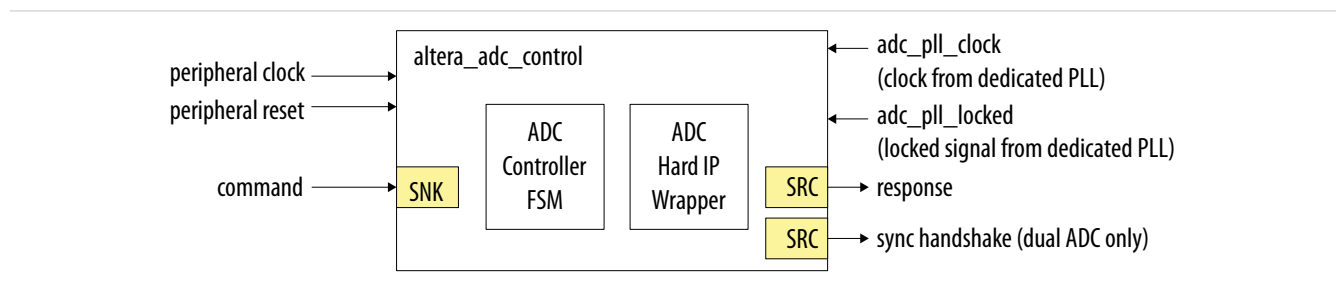 altera_adc_control
peripheral clock
peripheral reset
command
SNK
ADC
Controller
FSM
ADC
Hard IP
Wrapper
adc_pll_clock
(clock from dedicated PLL)
adc_pll_locked
(locked signal from dedicated PLL)
SRC
response
SRC
sync handshake (dual ADC only)